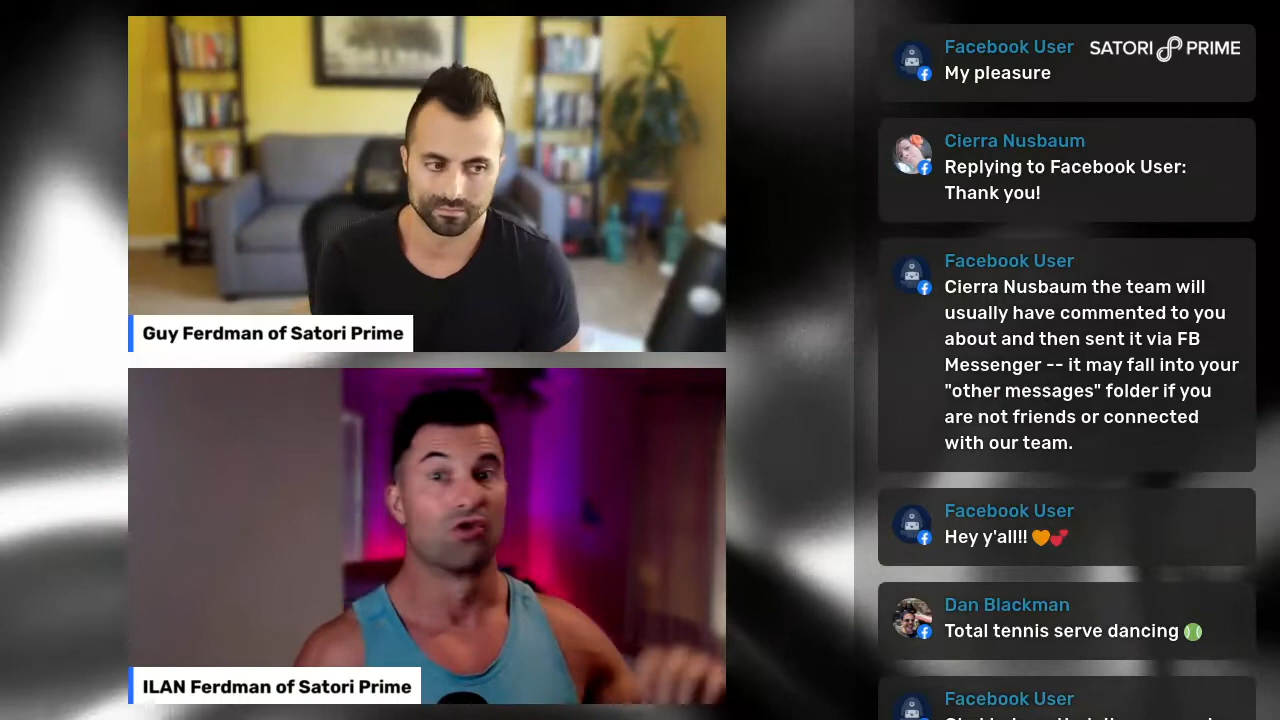 Guy Ferdman of Satori Prime
ILAN Ferdman of Satori Prime
SATORI PRIME
Facebook User
My pleasure
Cierra Nusbaum
Replying to Facebook User:
Thank you!
Facebook User
Cierra Nusbaum the team will
usually have commented to you
about and then sent it via FB
Messenger -- it may fall into your
"other messages" folder if you
are not friends or connected
with our team.
Facebook User
Hey y'all!! 🧡💕
Dan Blackman
Total tennis serve dancing 🎾
Facebook User